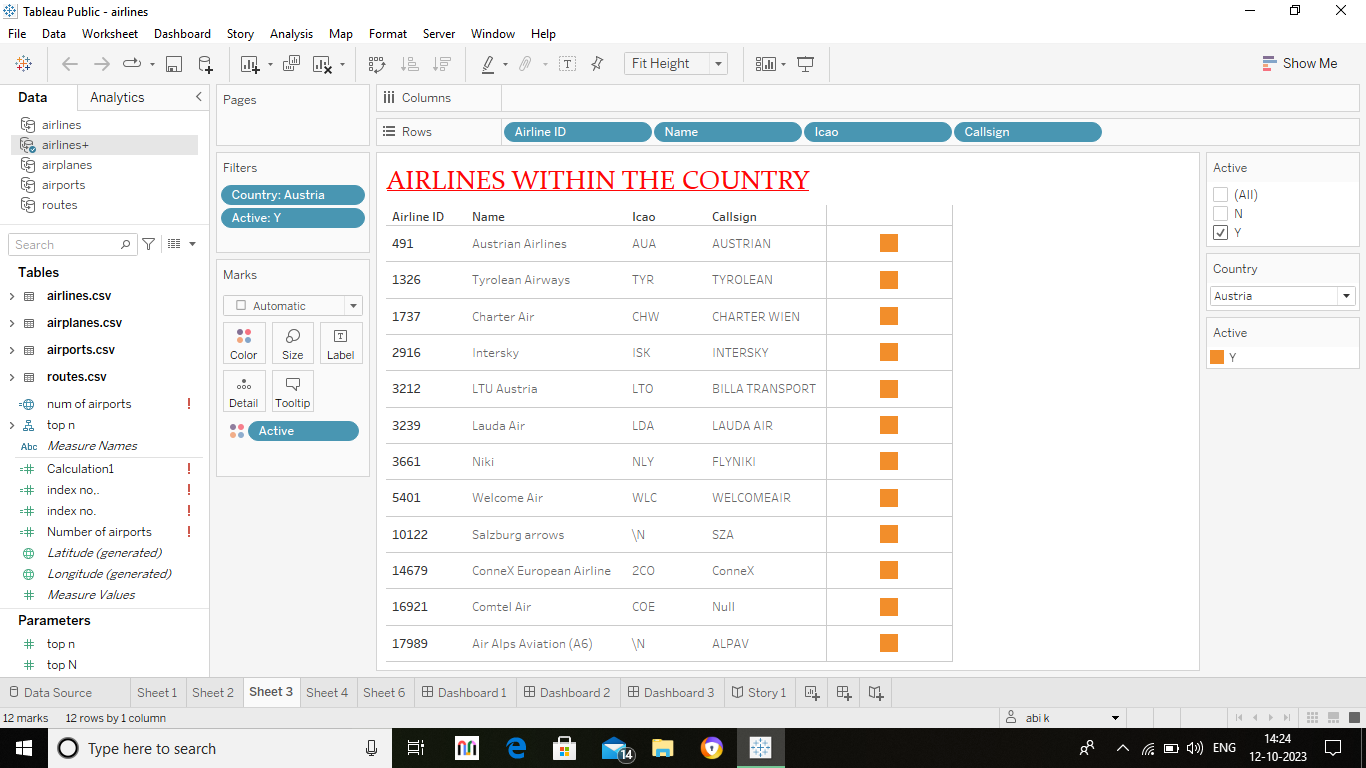 Tableau Public - airlines
File Data Worksheet Dashboard Story Analysis Map Format Server Window Help
Fit Height
Show Me
Data Analytics
airlines
airlines+
airplanes
airports
routes
Search
Tables
airlines.csv
airplanes.csv
airports.csv
routes.csv
num of airports !
top n
Abc Measure Names
Calculation1 !
index no,. !
index no. !
Number of airports !
Latitude (generated)
Longitude (generated)
Measure Values
Parameters
top n
top N
Pages
Filters
Country: Austria
Active: Y
Marks
Automatic
Color Size Label
Detail Tooltip
Active
Columns
Rows Airline ID Name Icao Callsign
AIRLINES WITHIN THE COUNTRY
Airline ID Name Icao Callsign
491 Austrian Airlines AUA AUSTRIAN
1326 Tyrolean Airways TYR TYROLEAN
1737 Charter Air CHW CHARTER WIEN
2916 Intersky ISK INTERSKY
3212 LTU Austria LTO BILLA TRANSPORT
3239 Lauda Air LDA LAUDA AIR
3661 Niki NLY FLYNIKI
5401 Welcome Air WLC WELCOMEAIR
10122 Salzburg arrows \N SZA
14679 ConneX European Airline 2CO ConneX
16921 Comtel Air COE Null
17989 Air Alps Aviation (A6) \N ALPAV
Active
(All)
N
Y
Country
Austria
Active
Y
Data Source Sheet 1 Sheet 2 Sheet 3 Sheet 4 Sheet 6 Dashboard 1 Dashboard 2 Dashboard 3 Story 1
12 marks 12 rows by 1 column abi k
Type here to search
14
ENG
14:24
12-10-2023